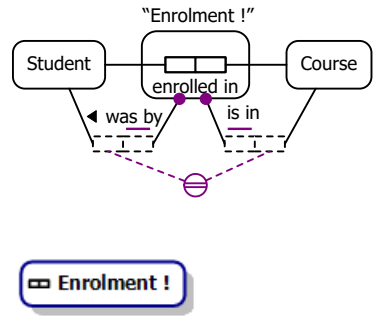 “Enrolment !”
Student
Course
enrolled in
◄ was by
is in
Enrolment !